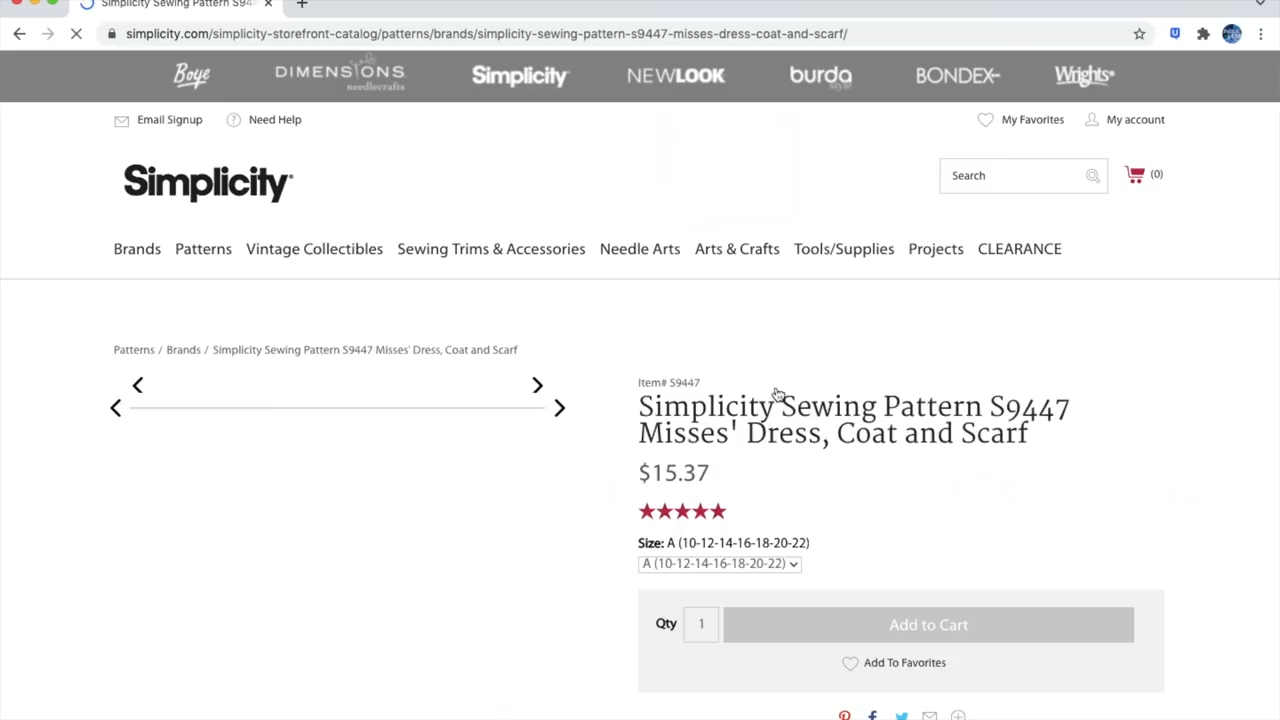 Simplicity Sewing Pattern S94
simplicity.com/simplicity-storefront-catalog/patterns/brands/simplicity-sewing-pattern-s9447-misses-dress-coat-and-scarf/
Boye DIMENSIONS needlecrafts Simplicity NEWLOOK burda style BONDEX Wrights
Email Signup Need Help My Favorites My account
Simplicity
Search (0)
Brands Patterns Vintage Collectibles Sewing Trims & Accessories Needle Arts Arts & Crafts Tools/Supplies Projects CLEARANCE
Patterns / Brands / Simplicity Sewing Pattern S9447 Misses' Dress, Coat and Scarf
Item# S9447
Simplicity Sewing Pattern S9447
Misses' Dress, Coat and Scarf
$15.37
Size: A (10-12-14-16-18-20-22)
A (10-12-14-16-18-20-22)
Qty 1 Add to Cart
Add To Favorites